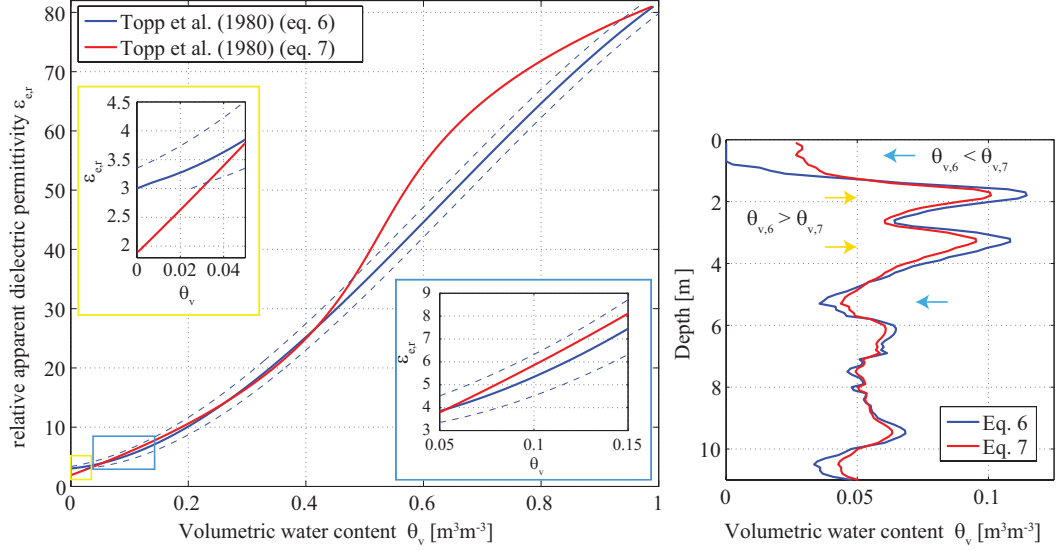 Topp et al. (1980) (eq. 6)
Topp et al. (1980) (eq. 7)
relative apparent dielectric permittivity ε_e,r
80
70
60
50
40
30
20
10
0
0 0.2 0.4 0.6 0.8 1
Volumetric water content θ_v [m³m⁻³]
4.5
4
3.5
3
2.5
2
ε_e,r
0 0.02 0.04
θ_v
9
8
7
6
5
4
3
ε_e,r
0.05 0.1 0.15
θ_v
θ_v,6 < θ_v,7
θ_v,6 > θ_v,7
Depth [m]
0
2
4
6
8
10
Eq. 6
Eq. 7
0 0.05 0.1
Volumetric water content θ_v [m³m⁻³]